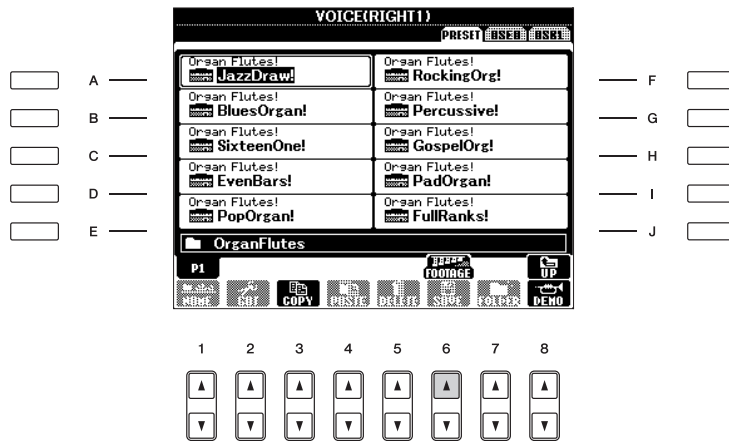 VOICE(RIGHT1)
PRESET USER USB1
Organ Flutes!
JazzDraw!
Organ Flutes!
RockingOrg!
Organ Flutes!
BluesOrgan!
Organ Flutes!
Percussive!
Organ Flutes!
SixteenOne!
Organ Flutes!
GospelOrg!
Organ Flutes!
EvenBars!
Organ Flutes!
PadOrgan!
Organ Flutes!
PopOrgan!
Organ Flutes!
FullRanks!
A
B
C
D
E
F
G
H
I
J
OrganFlutes
P1
FOOTAGE
UP
NAME CUT COPY PASTE DELETE SAVE FOLDER DEMO
1 2 3 4 5 6 7 8